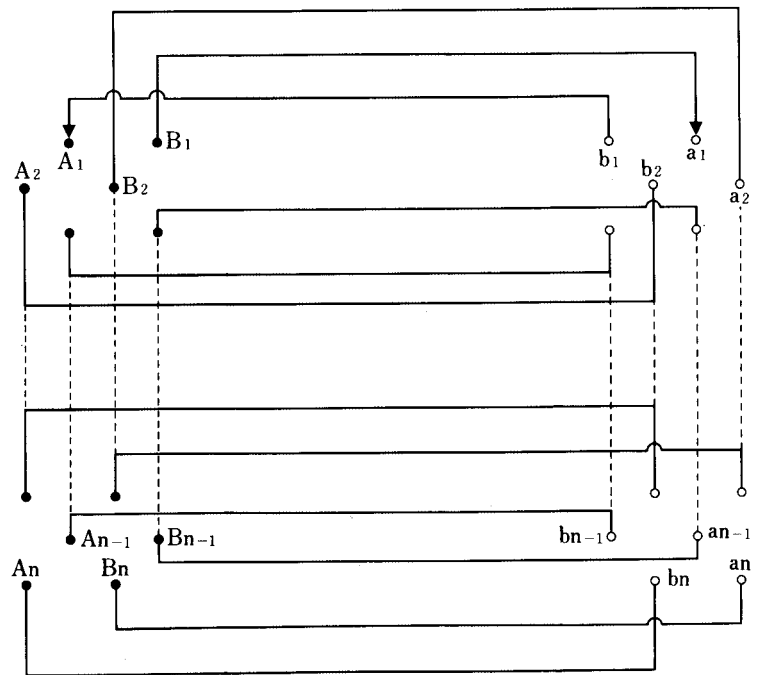 A₁ B₁ b₁ a₁
A₂ B₂ b₂ a₂
An−1 Bn−1 bn−1 an−1
An Bn bn an